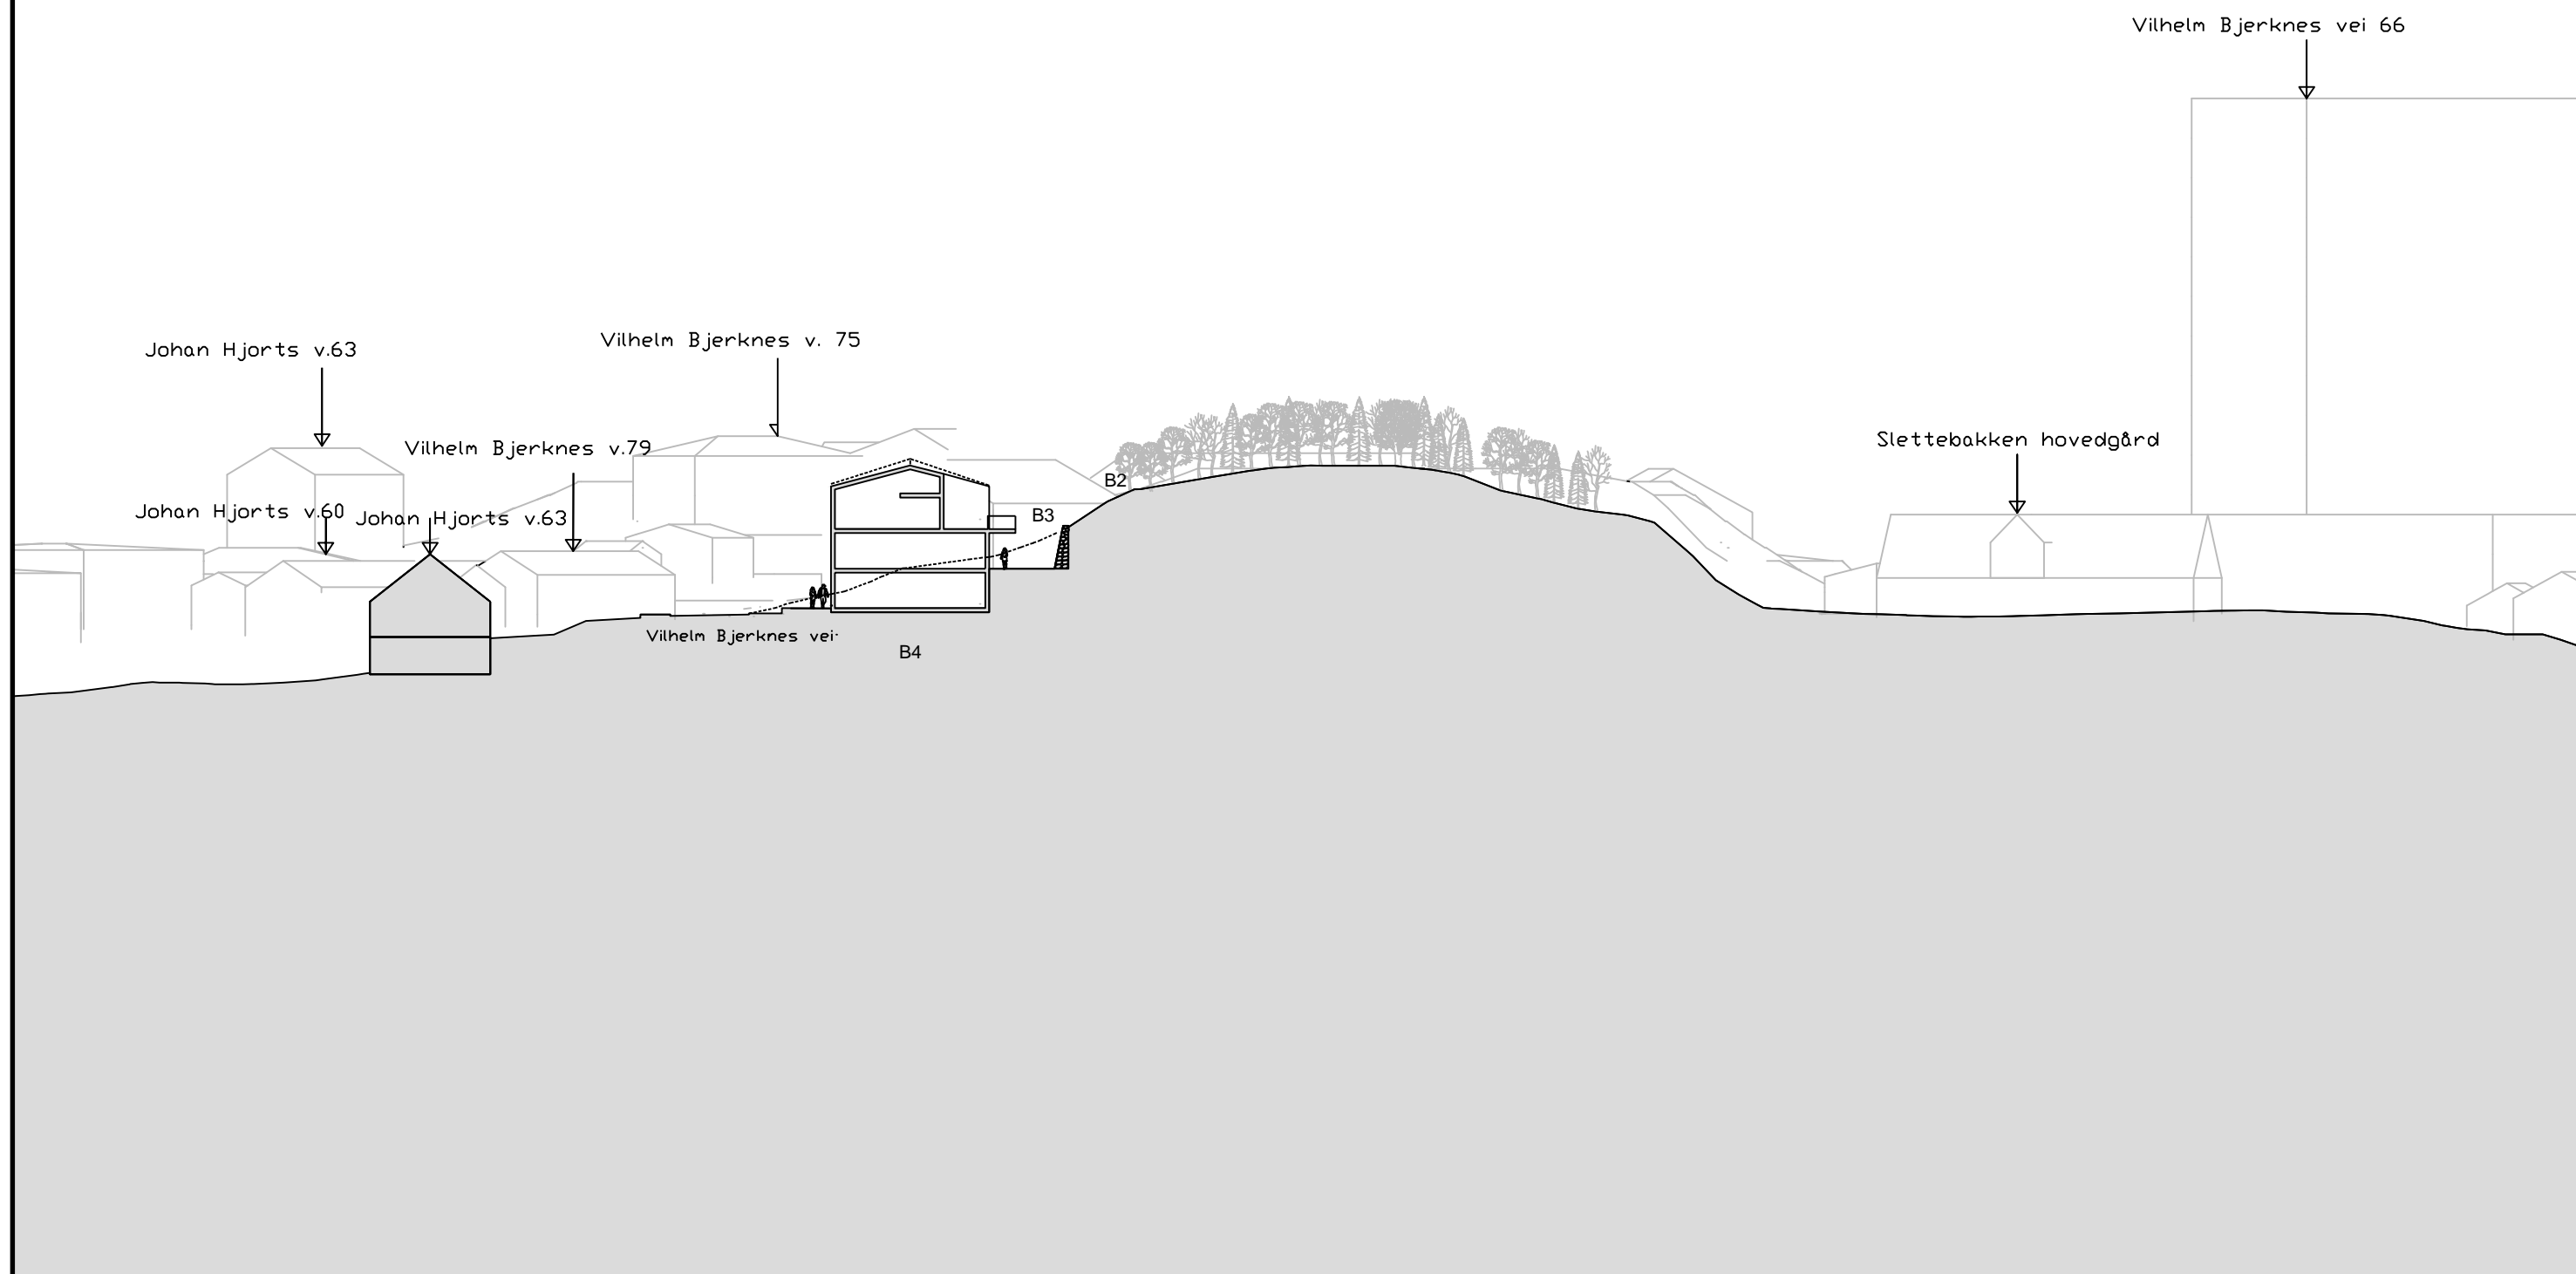 Vilhelm Bjerknes vei 66
Vilhelm Bjerknes v. 75
Johan Hjorts v.63
Vilhelm Bjerknes v.79
Slettebakken hovedgård
B2
Johan Hjorts v.60
Johan Hjorts v.63
B3
Vilhelm Bjerknes vei
B4